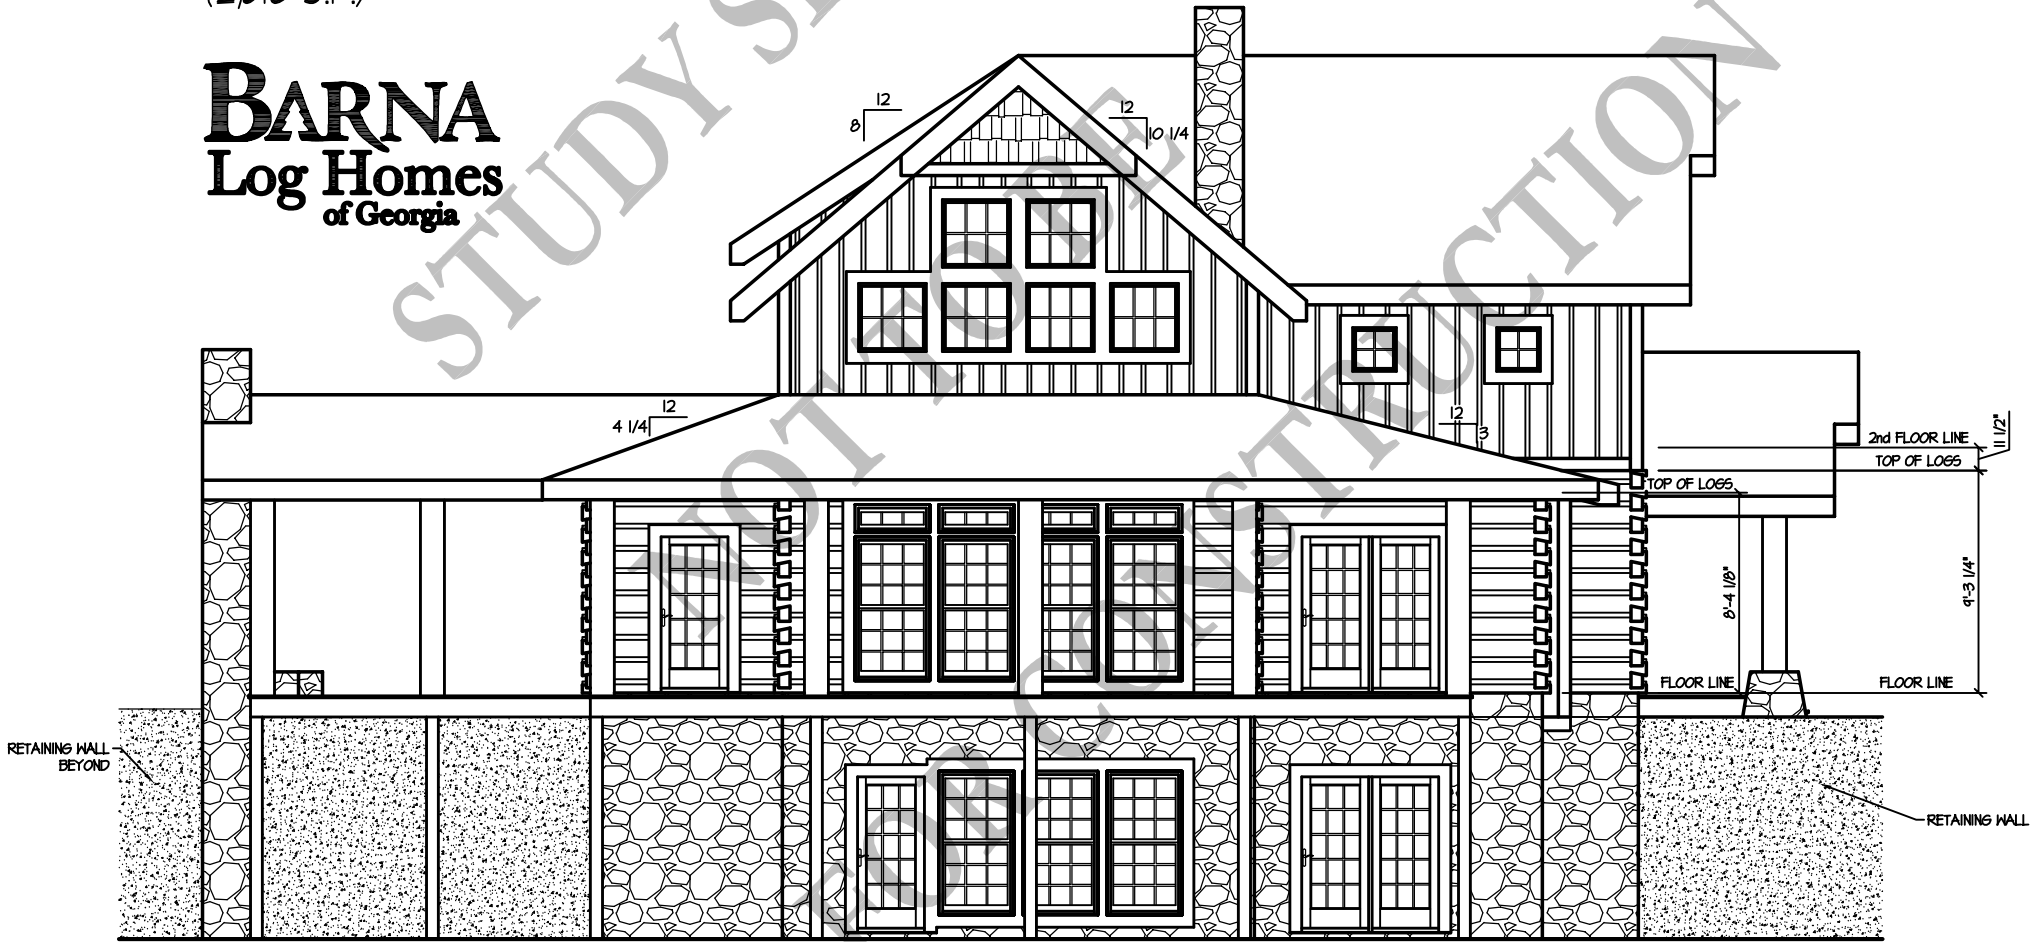 BARNA
Log Homes
of Georgia
STUDY
NOT TO BE
FOR CONSTRUCTION
12
8
12
10 1/4
12
4 1/4
12
3
2nd FLOOR LINE
11 1/2"
TOP OF LOGS
TOP OF LOGS
8'-4 1/8"
9'-3 1/4"
FLOOR LINE
FLOOR LINE
RETAINING WALL
BEYOND
RETAINING WALL